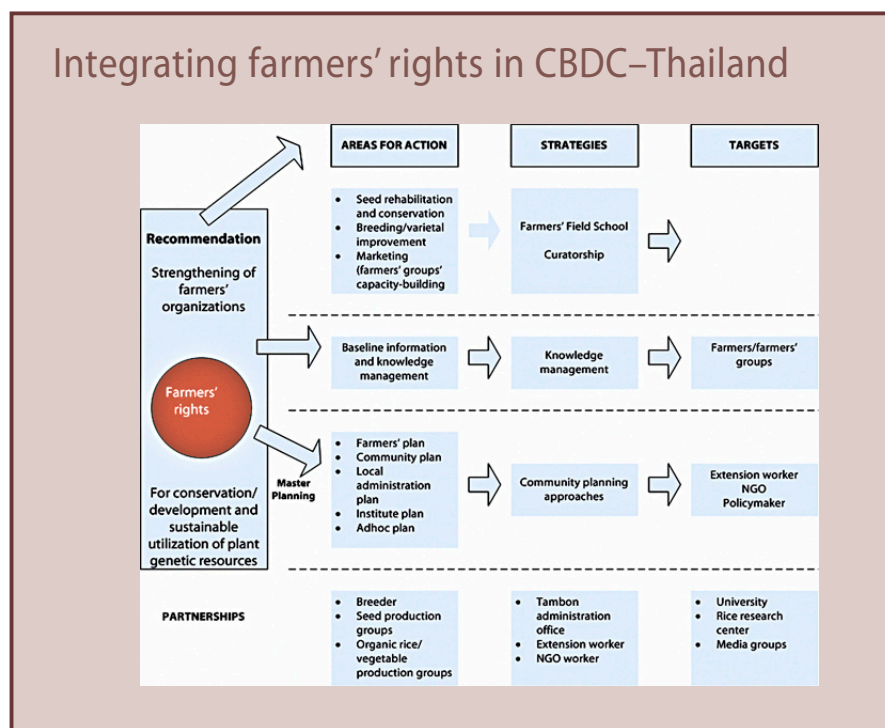 Integrating farmers’ rights in CBDC–Thailand
AREAS FOR ACTION
STRATEGIES
TARGETS
Recommendation
Strengthening of
farmers’
organizations
Farmers’
rights
For conservation/
development and
sustainable
utilization of plant
genetic resources
• Seed rehabilitation
and conservation
• Breeding/varietal
improvement
• Marketing
(farmers’ groups’
capacity-building
Farmers’ Field School
Curatorship
Baseline information
and knowledge
management
Knowledge
management
Farmers/farmers’
groups
Master
Planning
• Farmers’ plan
• Community plan
• Local
administration
plan
• Institute plan
• Adhoc plan
Community planning
approaches
Extension worker
NGO
Policymaker
PARTNERSHIPS
• Breeder
• Seed production
groups
• Organic rice/
vegetable
production groups
• Tambon
administration
office
• Extension worker
• NGO worker
• University
• Rice research
center
• Media groups